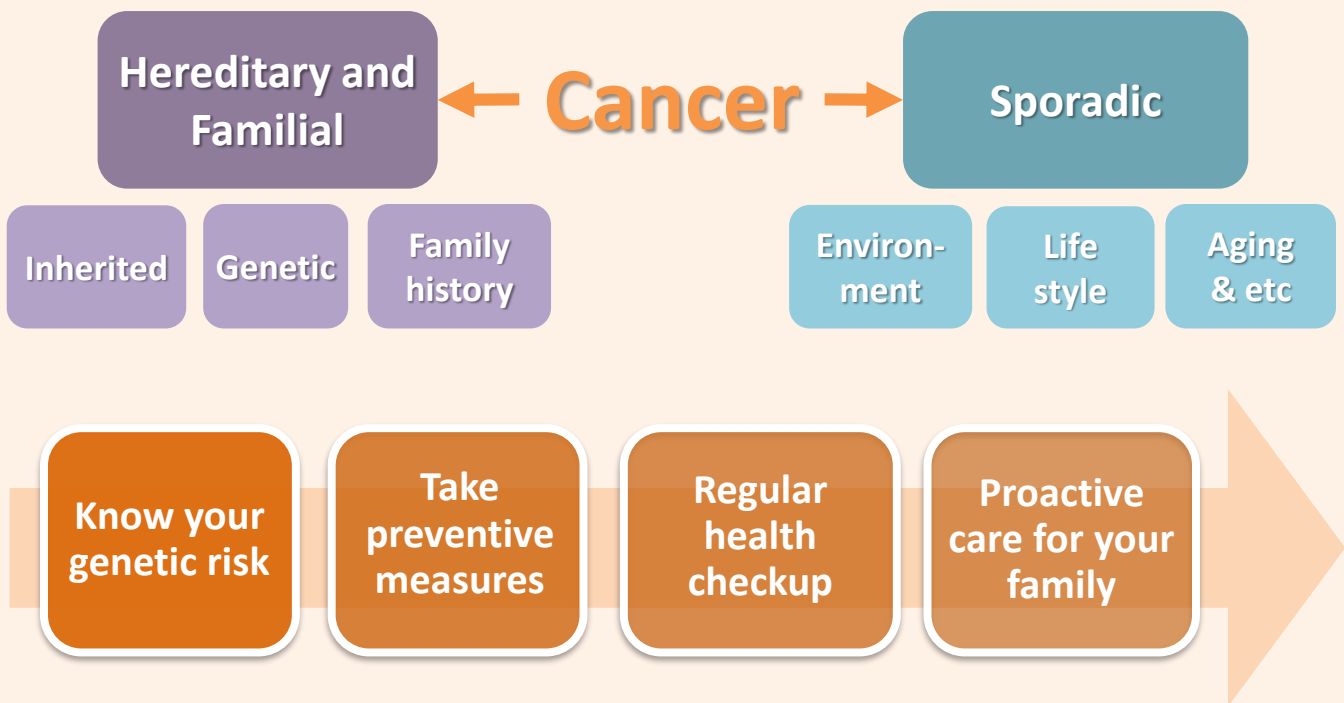 Hereditary and
Familial
Cancer
Sporadic
Inherited
Genetic
Family
history
Environ-
ment
Life
style
Aging
& etc
Know your
genetic risk
Take
preventive
measures
Regular
health
checkup
Proactive
care for your
family